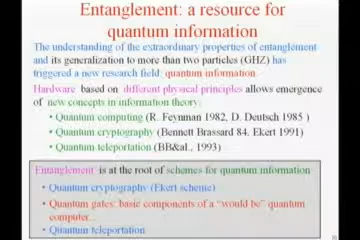 Entanglement: a resource for
quantum information
The understanding of the extraordinary properties of entanglement
and its generalization to more than two particles (GHZ) has
triggered a new research field: quantum information.
Hardware based on different physical principles allows emergence
of new concepts in information theory:
• Quantum computing (R. Feynman 1982, D. Deutsch 1985 )
• Quantum cryptography (Bennett Brassard 84, Ekert 1991)
• Quantum teleportation (BB&al., 1993)
Entanglement is at the root of schemes for quantum information
• Quantum cryptography (Ekert scheme)
• Quantum gates: basic components of a "would be" quantum
computer...
• Quantum teleportation